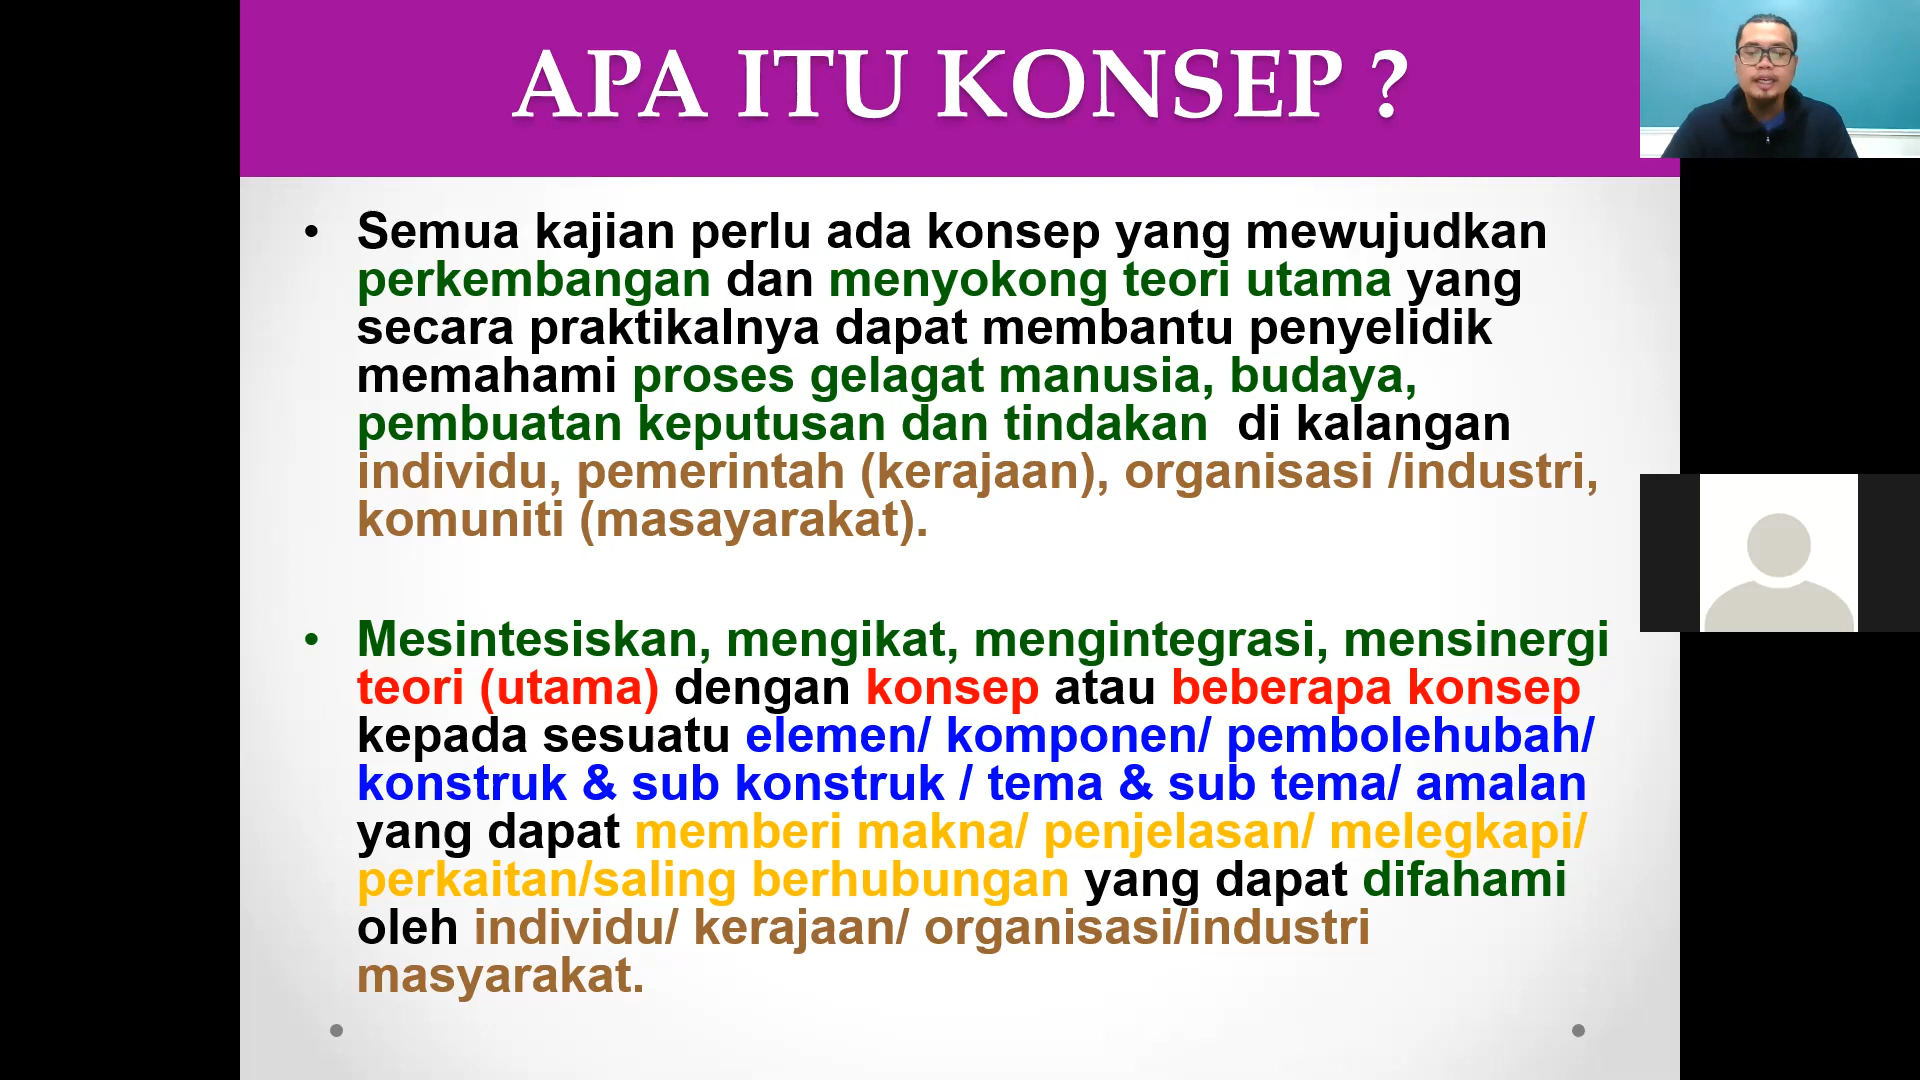 APA ITU KONSEP ?
• Semua kajian perlu ada konsep yang mewujudkan
perkembangan dan menyokong teori utama yang
secara praktikalnya dapat membantu penyelidik
memahami proses gelagat manusia, budaya,
pembuatan keputusan dan tindakan di kalangan
individu, pemerintah (kerajaan), organisasi /industri,
komuniti (masayarakat).
• Mesintesiskan, mengikat, mengintegrasi, mensinergi
teori (utama) dengan konsep atau beberapa konsep
kepada sesuatu elemen/ komponen/ pembolehubah/
konstruk & sub konstruk / tema & sub tema/ amalan
yang dapat memberi makna/ penjelasan/ melegkapi/
perkaitan/saling berhubungan yang dapat difahami
oleh individu/ kerajaan/ organisasi/industri
masyarakat.